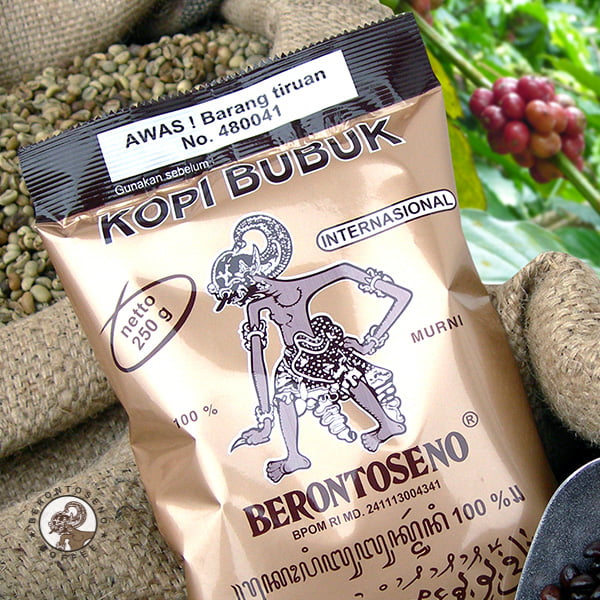 AWAS ! Barang tiruan
No. 480041
Gunakan sebelum :
KOPI BUBUK
INTERNASIONAL
netto
250 g
MURNI
100 %
BERONTOSENO ®
BPOM RI MD. 241113004341
100 %
BERONTOSENO